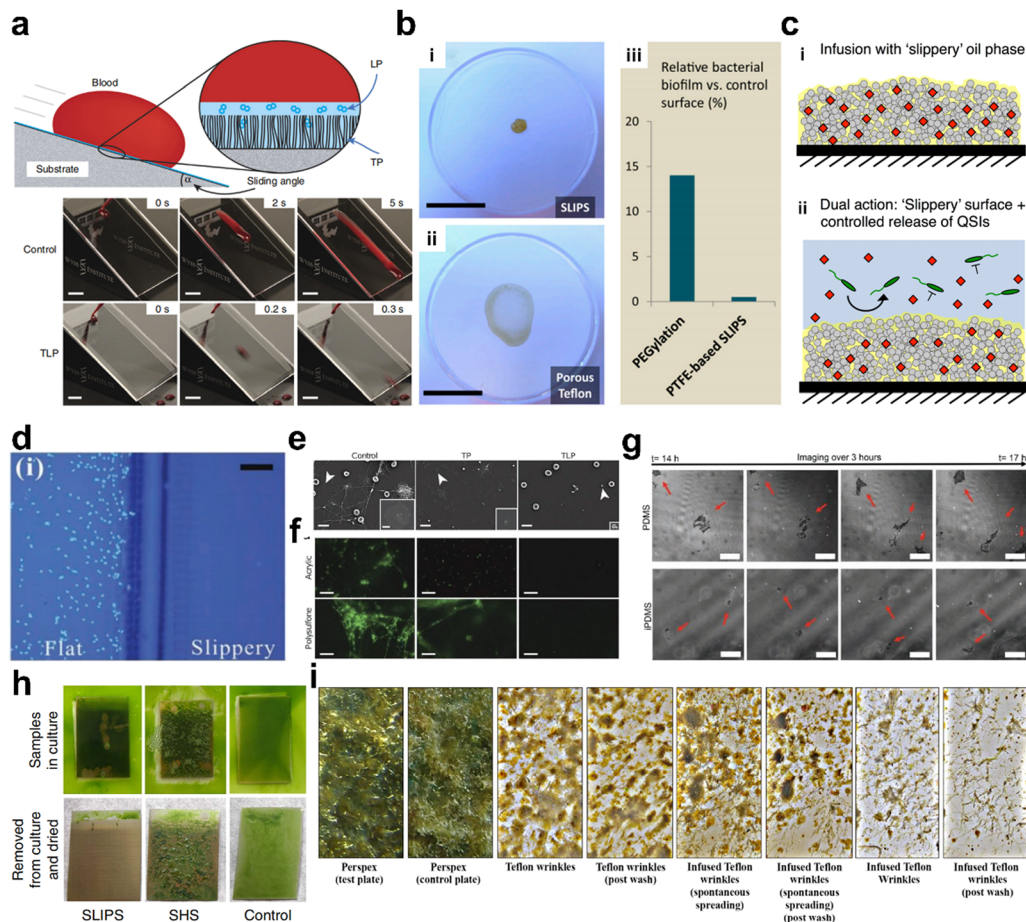 a
Blood
LP
Substrate
TP
Sliding angle
α
0 s
2 s
5 s
Control
0 s
0.2 s
0.3 s
TLP
b
i
SLIPS
ii
Porous
Teflon
iii
Relative bacterial
biofilm vs. control
surface (%)
20
15
10
5
0
PEGylation
PTFE-based SLIPS
c
i
Infusion with 'slippery' oil phase
ii
Dual action: 'Slippery' surface +
controlled release of QSIs
d
(i)
Flat
Slippery
e
Control
TP
TLP
f
Acrylic
Polysulfone
g
t= 14 h
Imaging over 3 hours
t= 17 h
PDMS
iPDMS
h
Samples
in culture
Removed
from culture
and dried
SLIPS
SHS
Control
i
Perspex
(test plate)
Perspex
(control plate)
Teflon wrinkles
Teflon wrinkles
(post wash)
Infused Teflon
wrinkles
(spontaneous
spreading)
Infused Teflon
wrinkles
(spontaneous
spreading)
post wash)
Infused Teflon
Wrinkles
Infused Teflon
wrinkles
(post wash)